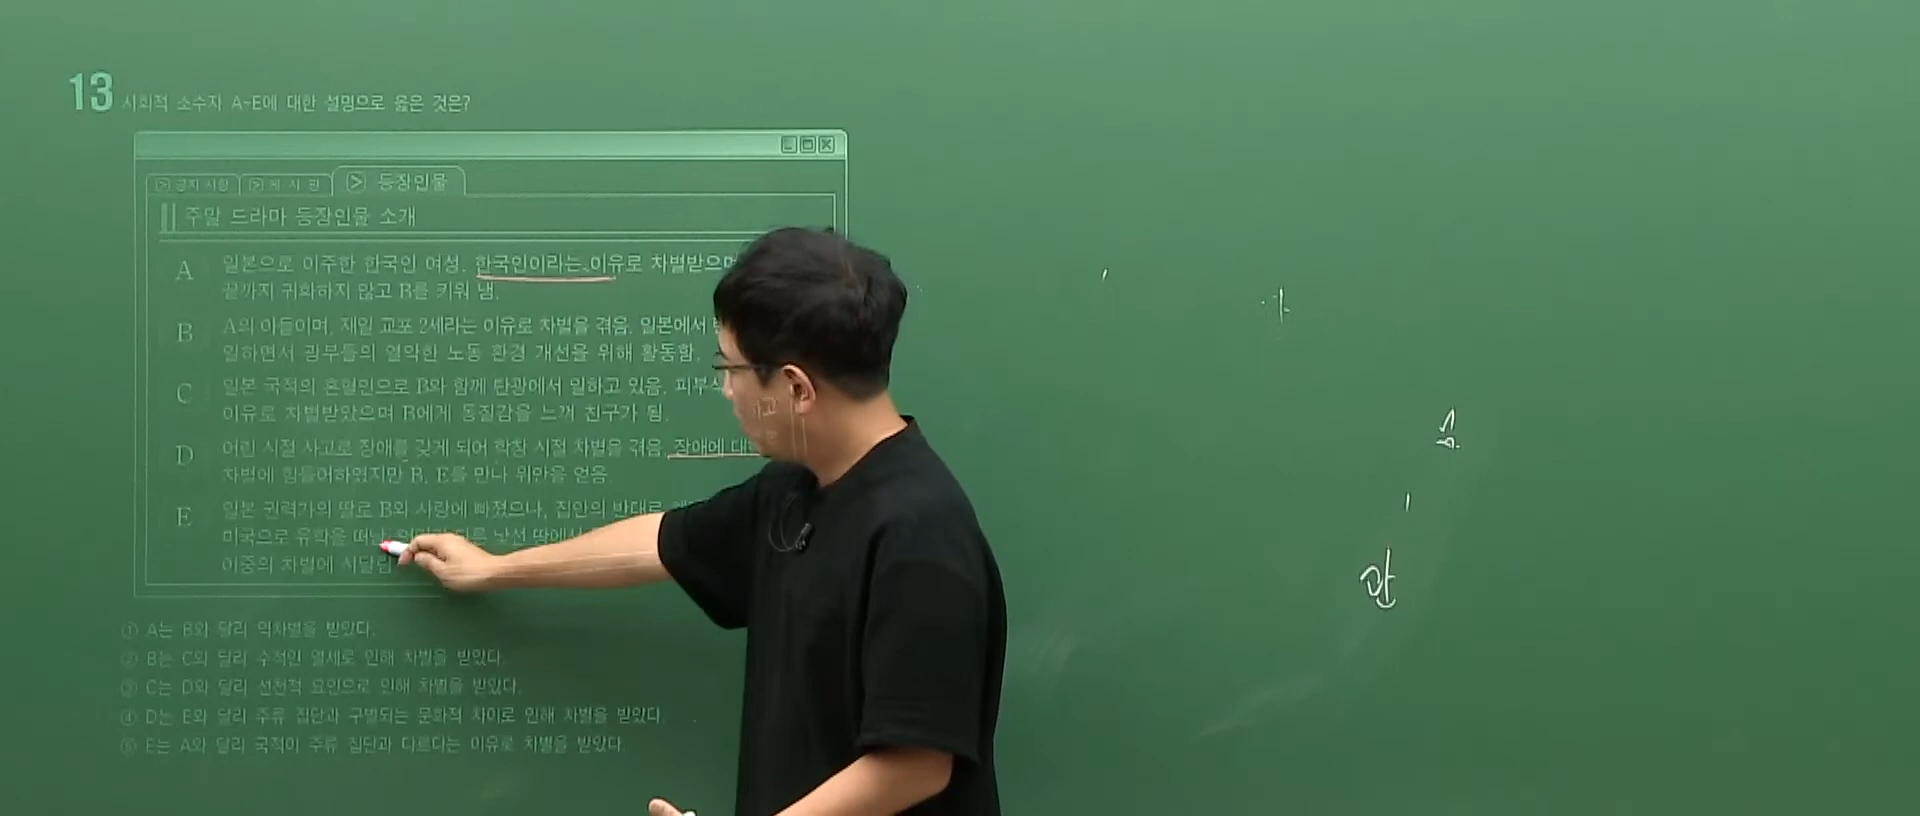 13 사회적 소수자 A~E에 대한 설명으로 옳은 것은?
공지 사항
게 시 판
등장인물
주말 드라마 등장인물 소개
A 일본으로 이주한 한국인 여성. 한국인이라는 이유로 차별받으며
끝까지 귀화하지 않고 B를 키워 냄.
B A의 아들이며, 재일 교포 2세라는 이유로 차별을 겪음. 일본에서
일하면서 광부들의 열악한 노동 환경 개선을 위해 활동함.
C 일본 국적의 혼혈인으로 B와 함께 탄광에서 일하고 있음. 피부색
이유로 차별받았으며 B에게 동질감을 느껴 친구가 됨.
D 어린 시절 사고로 장애를 갖게 되어 학창 시절 차별을 겪음. 장애에 대한
차별에 힘들어하였지만 B, E를 만나 위안을 얻음.
E 일본 권력가의 딸로 B와 사랑에 빠졌으나, 집안의 반대로
미국으로 유학을 떠남. 다른 낯선 땅에서
이중의 차별에 시달림
① A는 B와 달리 역차별을 받았다.
② B는 C와 달리 수적인 열세로 인해 차별을 받았다.
③ C는 D와 달리 선천적 요인으로 인해 차별을 받았다.
④ D는 E와 달리 주류 집단과 구별되는 문화적 차이로 인해 차별을 받았다.
⑤ E는 A와 달리 국적이 주류 집단과 다르다는 이유로 차별을 받았다.